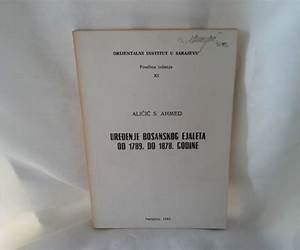 ORIJENTALNI INSTITUT U SARAJEVU
Posebna izdanja
XI
ALIČIĆ S. AHMED
UREĐENJE BOSANSKOG EJALETA
OD 1789. DO 1878. GODINE
Sarajevo, 1983